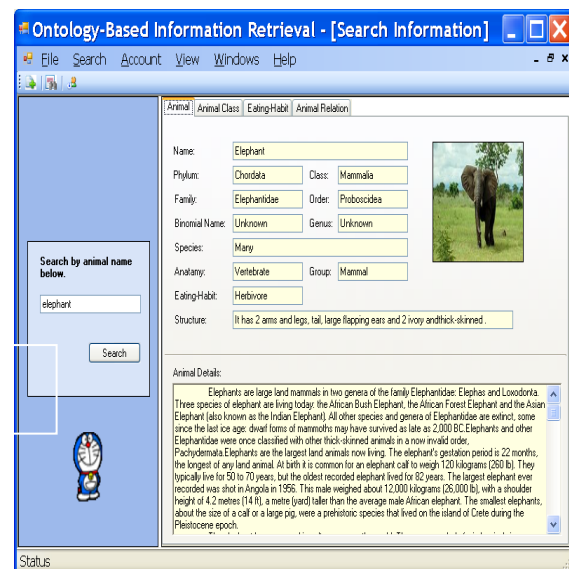 Ontology-Based Information Retrieval - [Search Information]
File Search Account View Windows Help
Animal Animal Class Eating-Habit Animal Relation
Name: Elephant
Phylum: Chordata Class: Mammalia
Family: Elephantidae Order: Proboscidea
Binomial Name: Unknown Genus: Unknown
Species: Many
Anatamy: Vertebrate Group: Mammal
Eating-Habit: Herbivore
Structure: It has 2 arms and legs, tail, large flapping ears and 2 ivory andthick-skinned .
Search by animal name
below.
elephant
Search
Animal Details:
Elephants are large land mammals in two genera of the family Elephantidae: Elephas and Loxodonta.
Three species of elephant are living today: the African Bush Elephant, the African Forest Elephant and the Asian
Elephant (also known as the Indian Elephant). All other species and genera of Elephantidae are extinct, some
since the last ice age: dwarf forms of mammoths may have survived as late as 2,000 BC.Elephants and other
Elephantidae were once classified with other thick-skinned animals in a now invalid order,
Pachydermata.Elephants are the largest land animals now living. The elephant's gestation period is 22 months,
the longest of any land animal. At birth it is common for an elephant calf to weigh 120 kilograms (260 lb). They
typically live for 50 to 70 years, but the oldest recorded elephant lived for 82 years. The largest elephant ever
recorded was shot in Angola in 1956. This male weighed about 12,000 kilograms (26,000 lb), with a shoulder
height of 4.2 metres (14 ft), a metre (yard) taller than the average male African elephant. The smallest elephants,
about the size of a calf or a large pig, were a prehistoric species that lived on the island of Crete during the
Pleistocene epoch.
Status